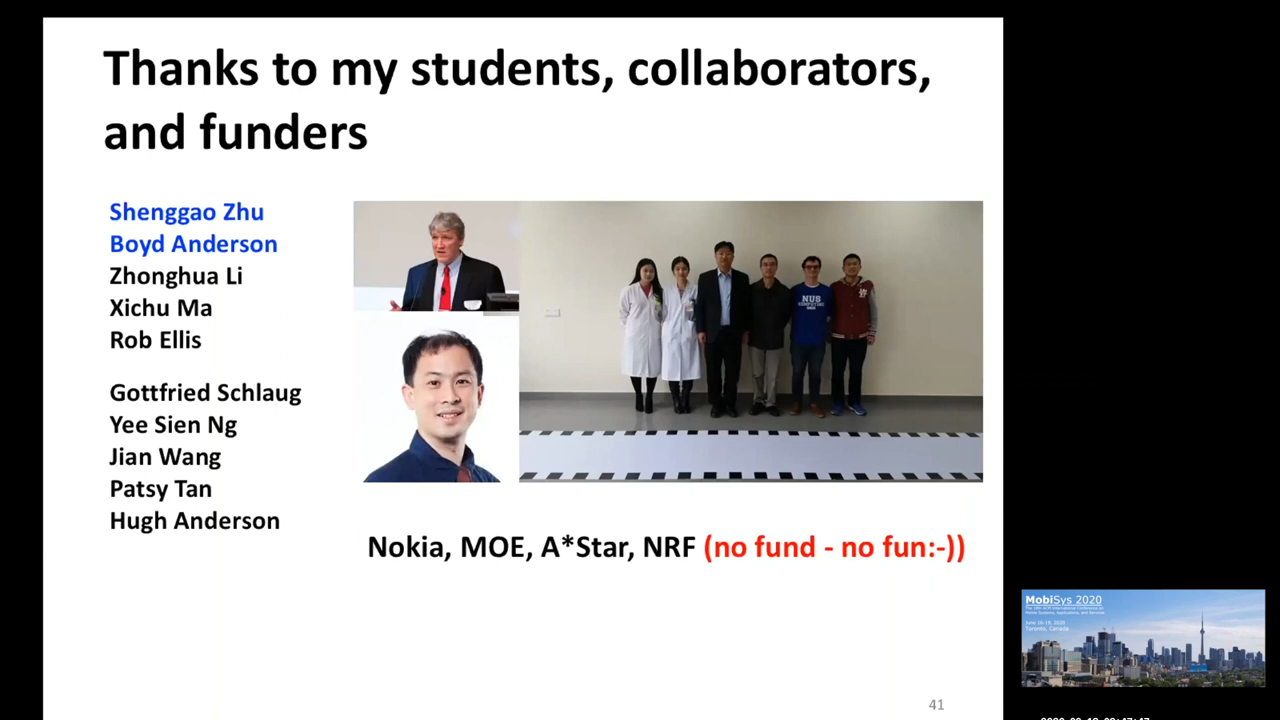 Thanks to my students, collaborators,
and funders
Shenggao Zhu
Boyd Anderson
Zhonghua Li
Xichu Ma
Rob Ellis
Gottfried Schlaug
Yee Sien Ng
Jian Wang
Patsy Tan
Hugh Anderson
NUS
COMPUTING
Nokia, MOE, A*Star, NRF (no fund - no fun:-))
41
MobiSys 2020
The 18th ACM International Conference on
Mobile Systems, Applications, and Services
June 16-19, 2020
Toronto, Canada